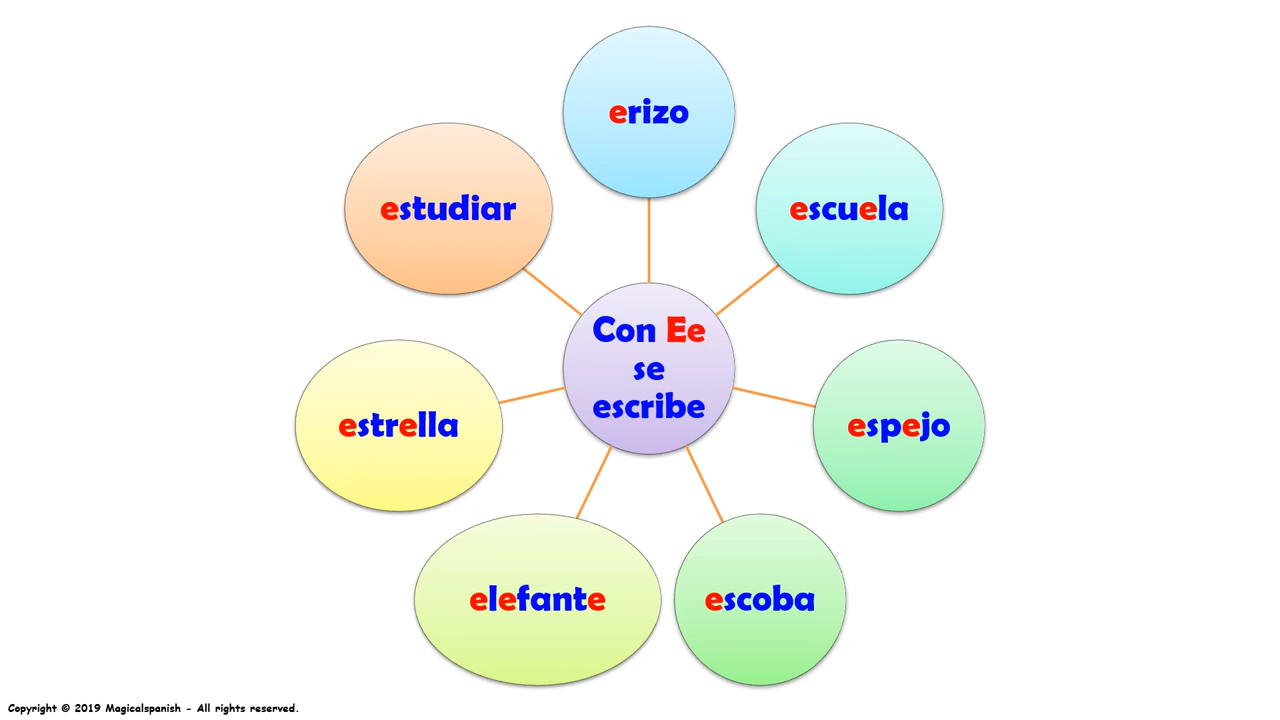 erizo
estudiar
escuela
Con Ee
se
escribe
estrella
espejo
elefante
escoba
Copyright © 2019 Magicalspanish - All rights reserved.